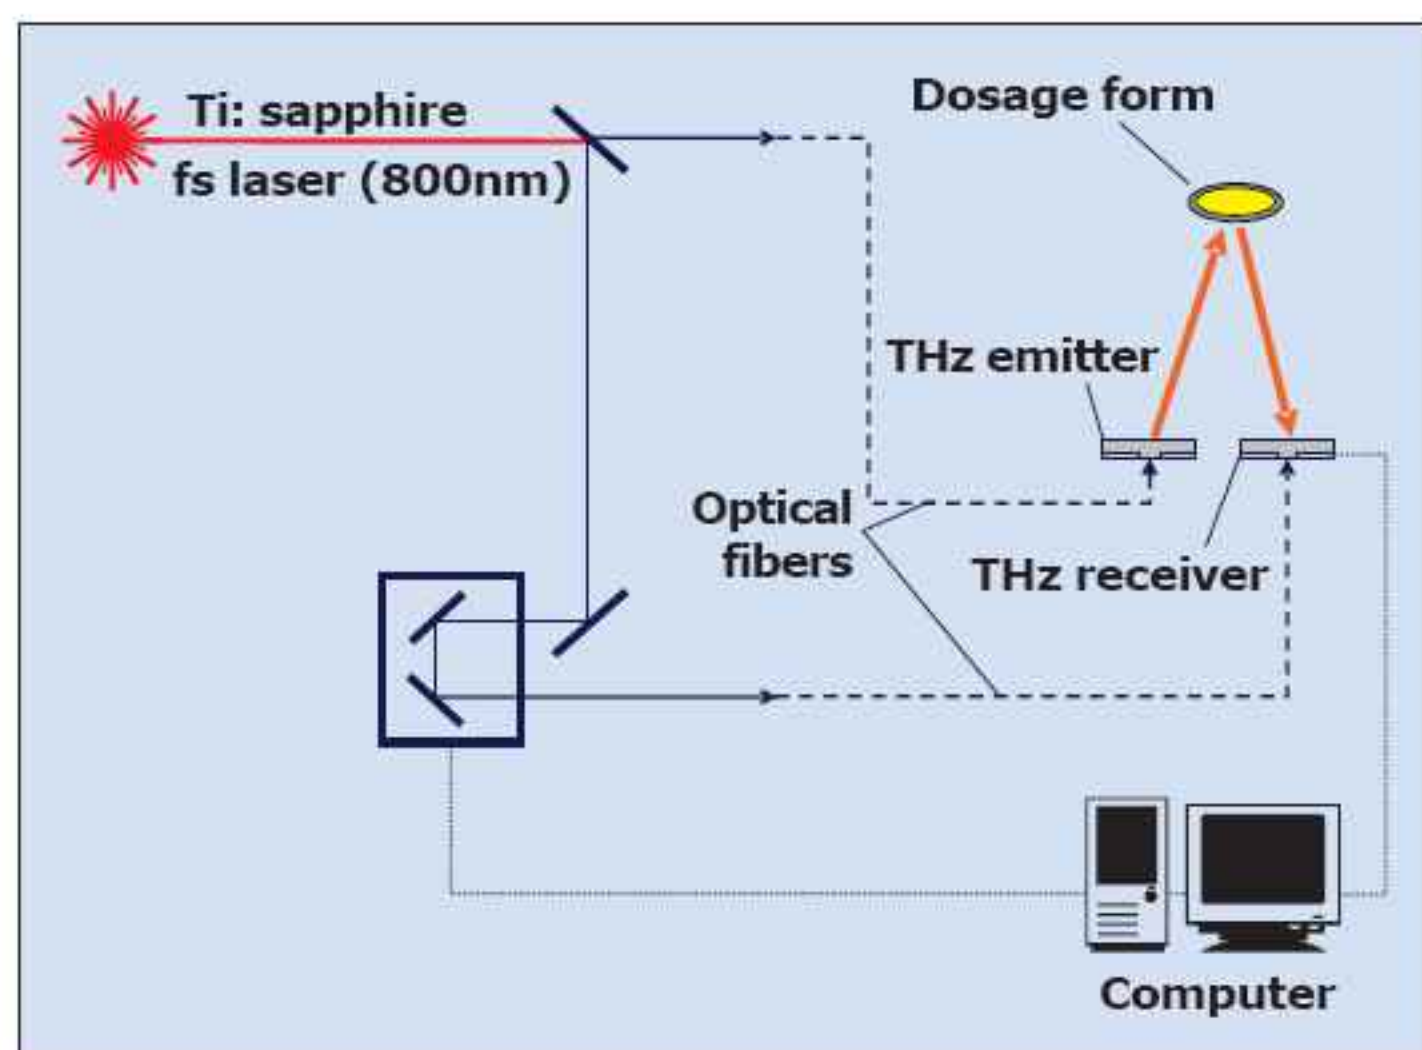 Ti: sapphire
fs laser (800nm)
Dosage form
THz emitter
Optical
fibers
THz receiver
Computer